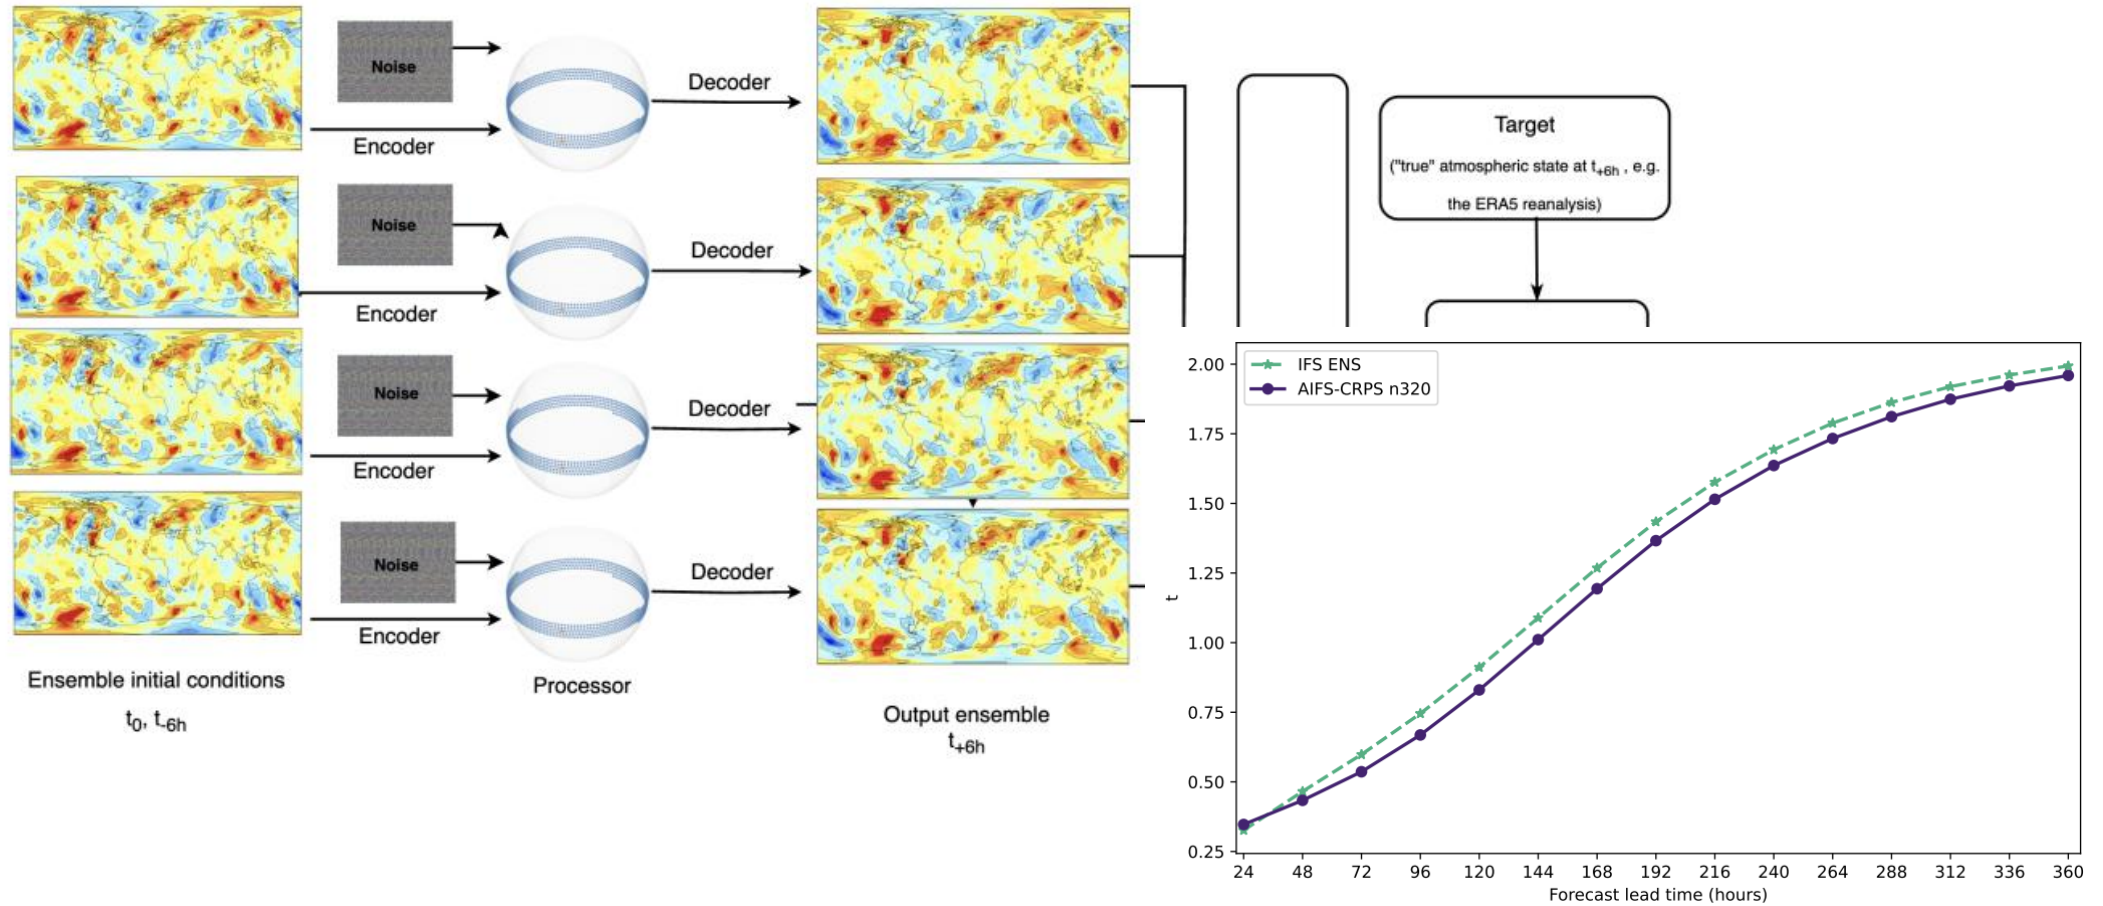 Noise
Encoder
Decoder
Noise
Encoder
Decoder
Noise
Encoder
Decoder
Noise
Encoder
Decoder
Ensemble initial conditions
t0, t-6h
Processor
Output ensemble
t+6h
Target
("true" atmospheric state at t+6h , e.g.
the ERA5 reanalysis)
IFS ENS
AIFS-CRPS n320
2.00
1.75
1.50
1.25
1.00
0.75
0.50
0.25
t
24 48 72 96 120 144 168 192 216 240 264 288 312 336 360
Forecast lead time (hours)